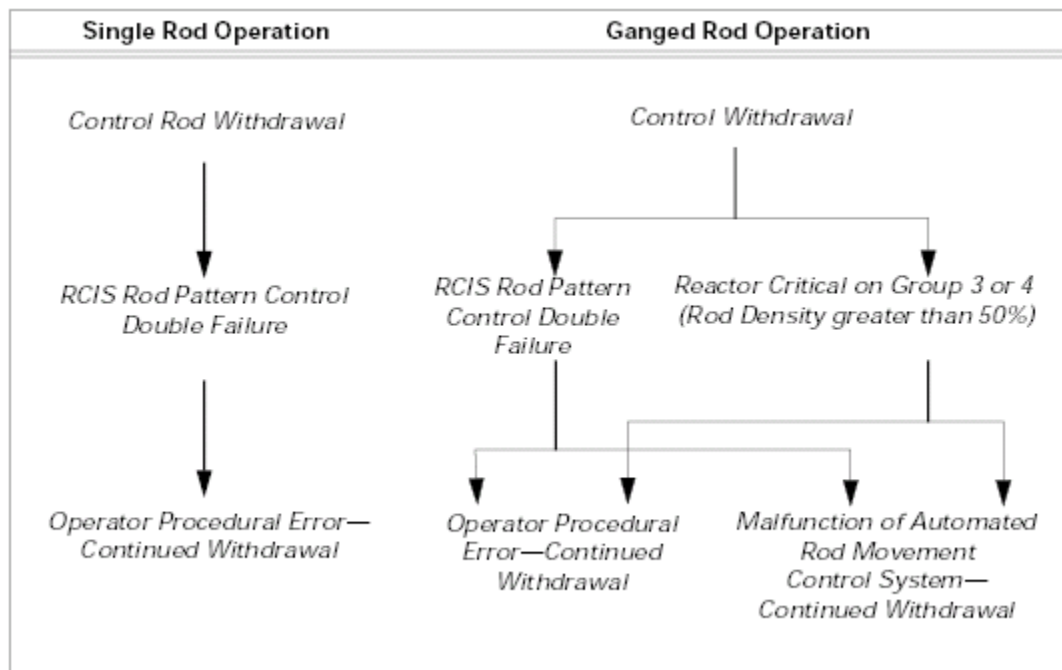 Single Rod Operation
Ganged Rod Operation
Control Rod Withdrawal
Control Withdrawal
RCIS Rod Pattern Control
Double Failure
RCIS Rod Pattern
Control Double
Failure
Reactor Critical on Group 3 or 4
(Rod Density greater than 50%)
Operator Procedural Error—
Continued Withdrawal
Operator Procedural
Error—Continued
Withdrawal
Malfunction of Automated
Rod Movement
Control System—
Continued Withdrawal